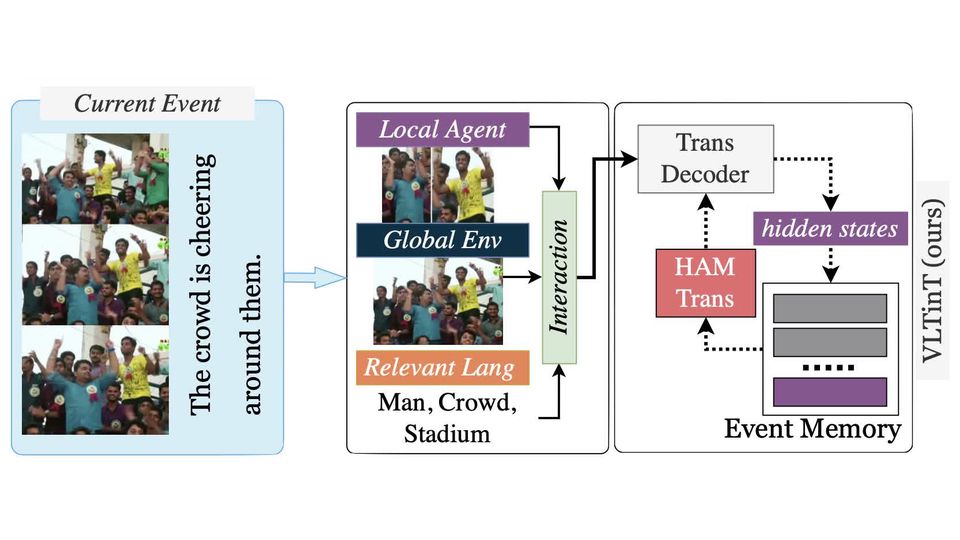 Current Event
The crowd is cheering
around them.
Local Agent
Global Env
Relevant Lang
Man, Crowd,
Stadium
Interaction
Trans
Decoder
hidden states
HAM
Trans
Event Memory
VLTinT (ours)